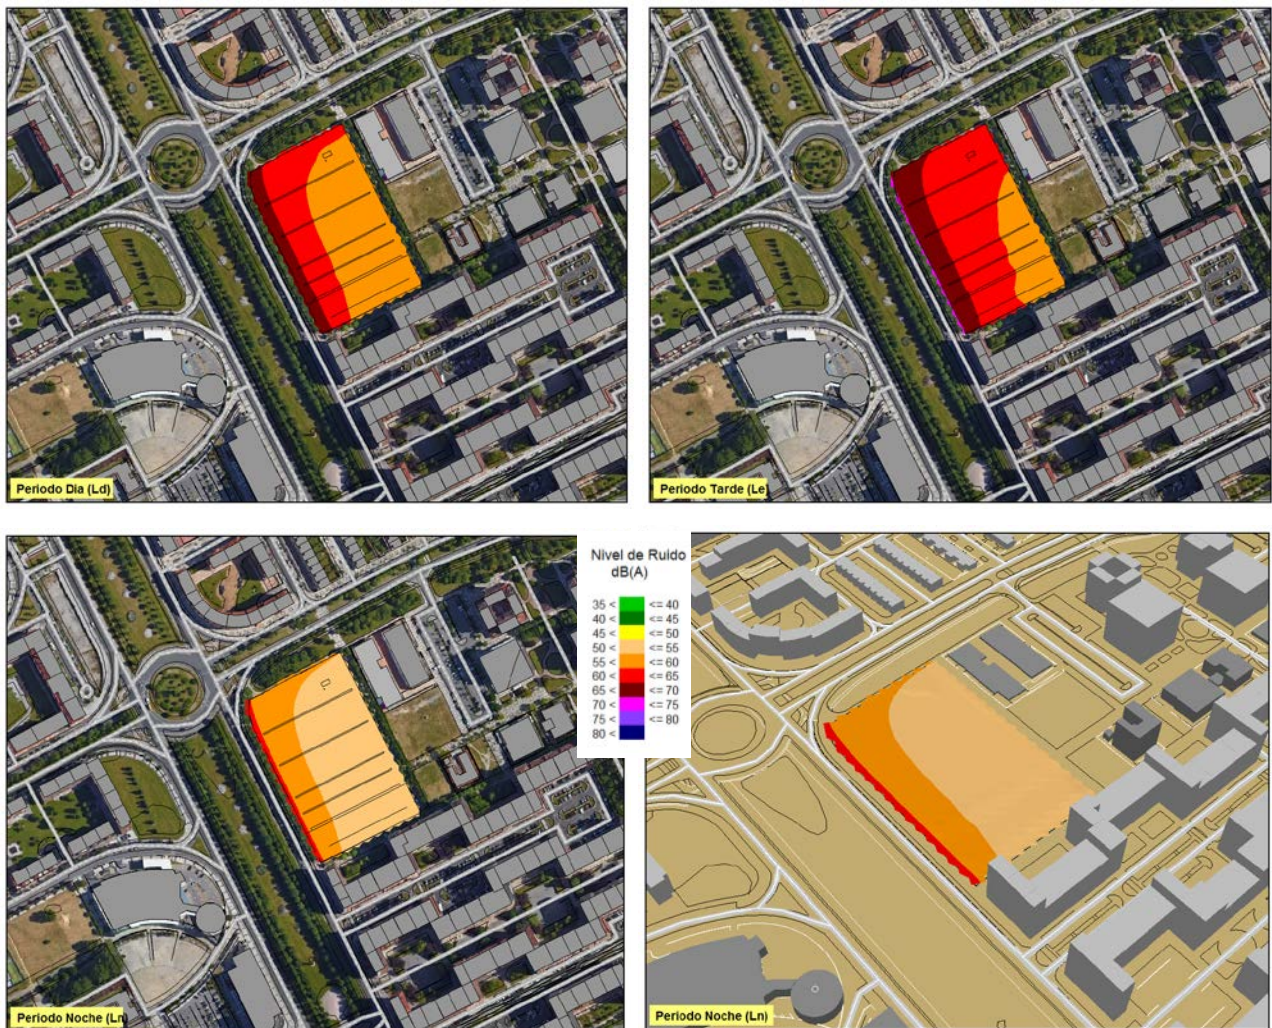 Periodo Dia (Ld)
Periodo Tarde (Le)
Nivel de Ruido
dB(A)
35 < <= 40
40 < <= 45
45 < <= 50
50 < <= 55
55 < <= 60
60 < <= 65
65 < <= 70
70 < <= 75
75 < <= 80
80 <
Periodo Noche (Ln)
Periodo Noche (Ln)